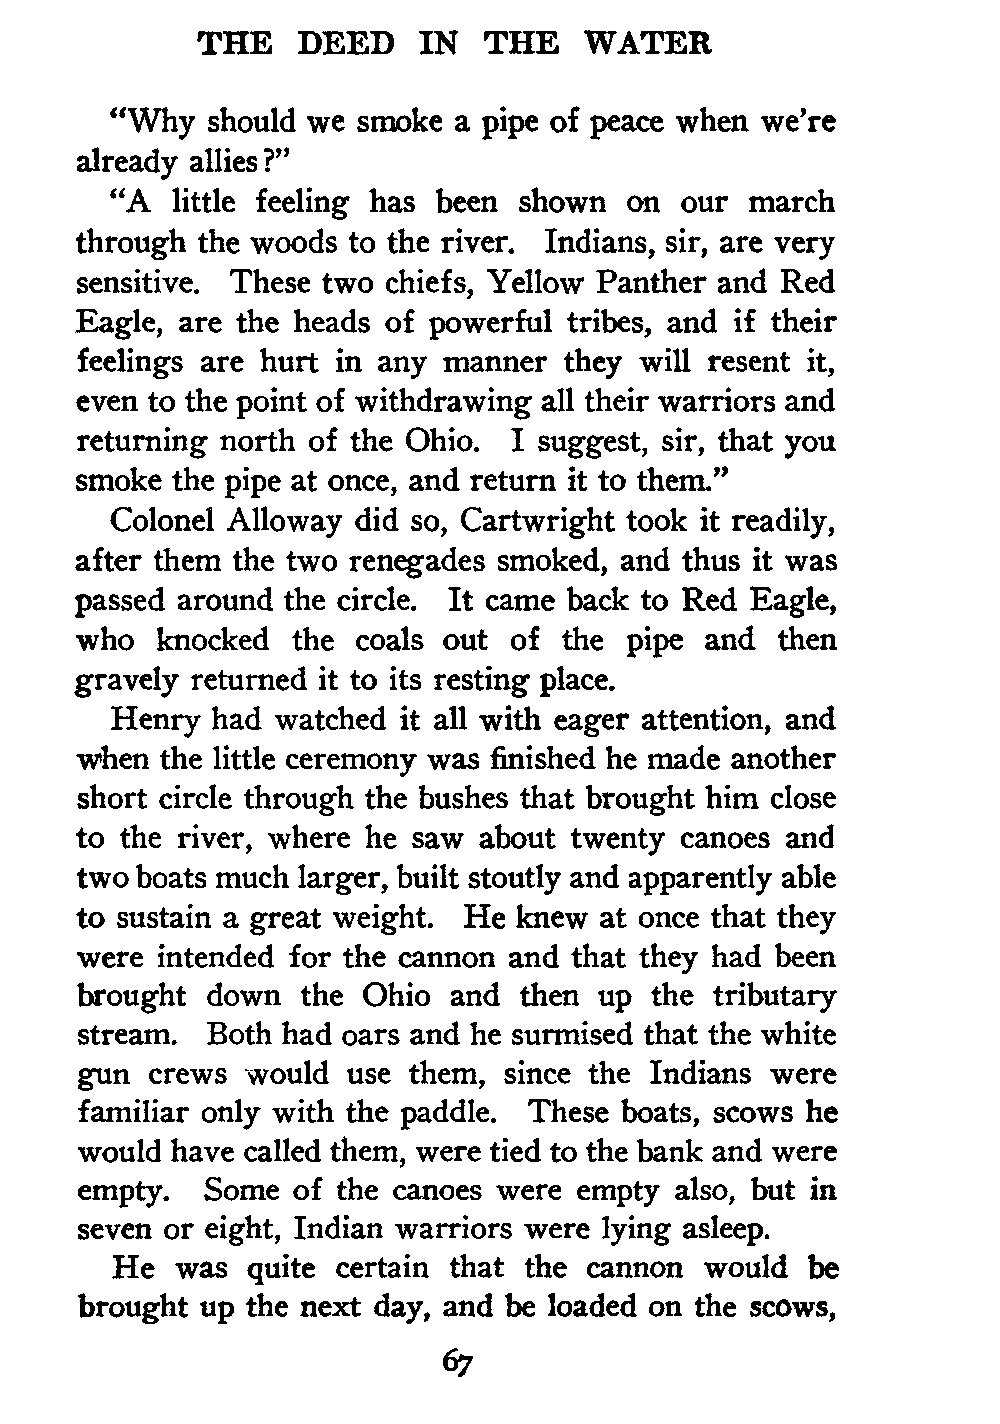 THE DEED IN THE WATER
“Why should we smoke a pipe of peace when we’re
already allies?”
“A little feeling has been shown on our march
through the woods to the river. Indians, sir, are very
sensitive. These two chiefs, Yellow Panther and Red
Eagle, are the heads of powerful tribes, and if their
feelings are hurt in any manner they will resent it,
even to the point of withdrawing all their warriors and
returning north of the Ohio. I suggest, sir, that you
smoke the pipe at once, and return it to them.”
Colonel Alloway did so, Cartwright took it readily,
after them the two renegades smoked, and thus it was
passed around the circle. It came back to Red Eagle,
who knocked the coals out of the pipe and then
gravely returned it to its resting place.
Henry had watched it all with eager attention, and
when the little ceremony was finished he made another
short circle through the bushes that brought him close
to the river, where he saw about twenty canoes and
two boats much larger, built stoutly and apparently able
to sustain a great weight. He knew at once that they
were intended for the cannon and that they had been
brought down the Ohio and then up the tributary
stream. Both had oars and he surmised that the white
gun crews would use them, since the Indians were
familiar only with the paddle. These boats, scows he
would have called them, were tied to the bank and were
empty. Some of the canoes were empty also, but in
seven or eight, Indian warriors were lying asleep.
He was quite certain that the cannon would be
brought up the next day, and be loaded on the scows,
67